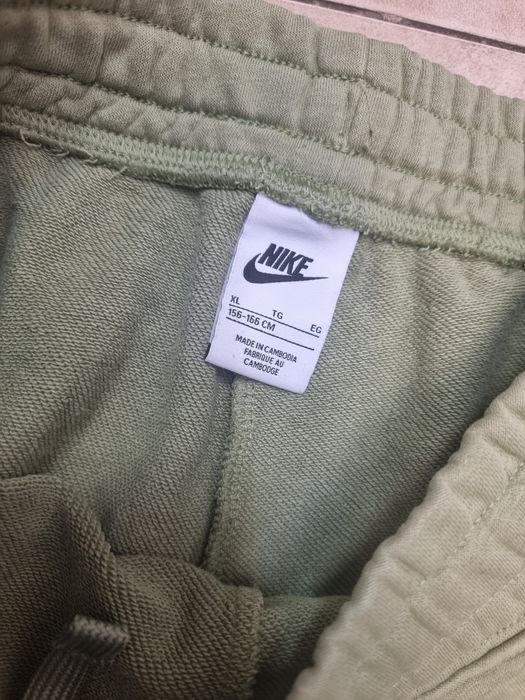 NIKE
XL TG EG
156-166 CM
MADE IN CAMBODIA
FABRIQUE AU
CAMBODGE